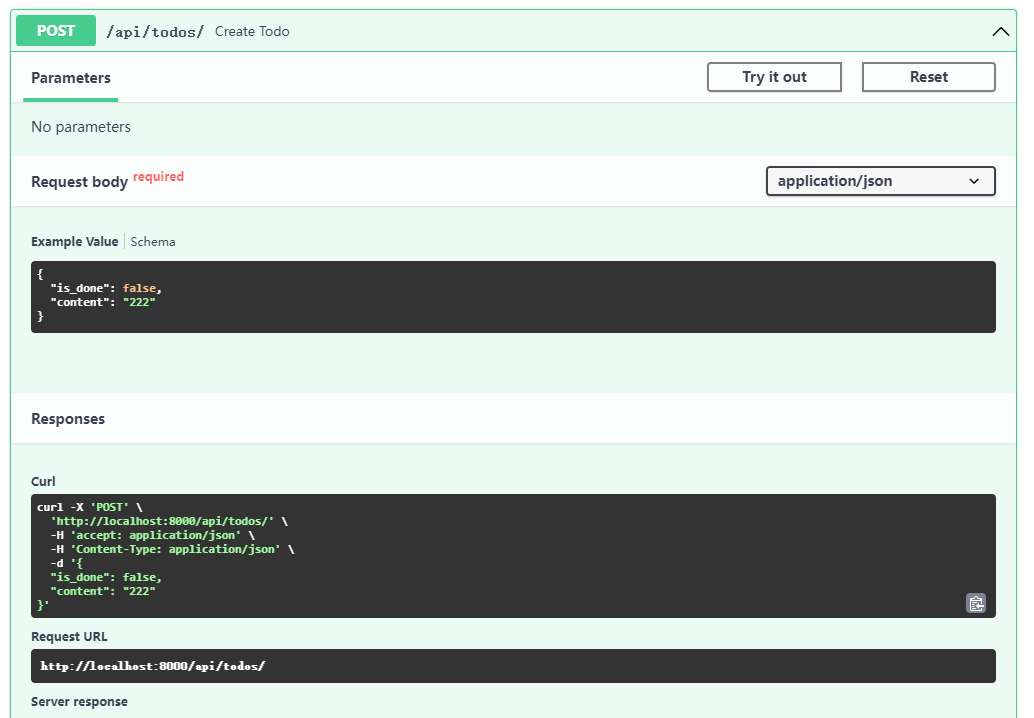 POST /api/todos/ Create Todo
Parameters Try it out Reset
No parameters
Request body required application/json
Example Value Schema
{
  "is_done": false,
  "content": "222"
}
Responses
Curl
curl -X 'POST' \
  'http://localhost:8000/api/todos/' \
  -H 'accept: application/json' \
  -H 'Content-Type: application/json' \
  -d '{
  "is_done": false,
  "content": "222"
}'
Request URL
http://localhost:8000/api/todos/
Server response